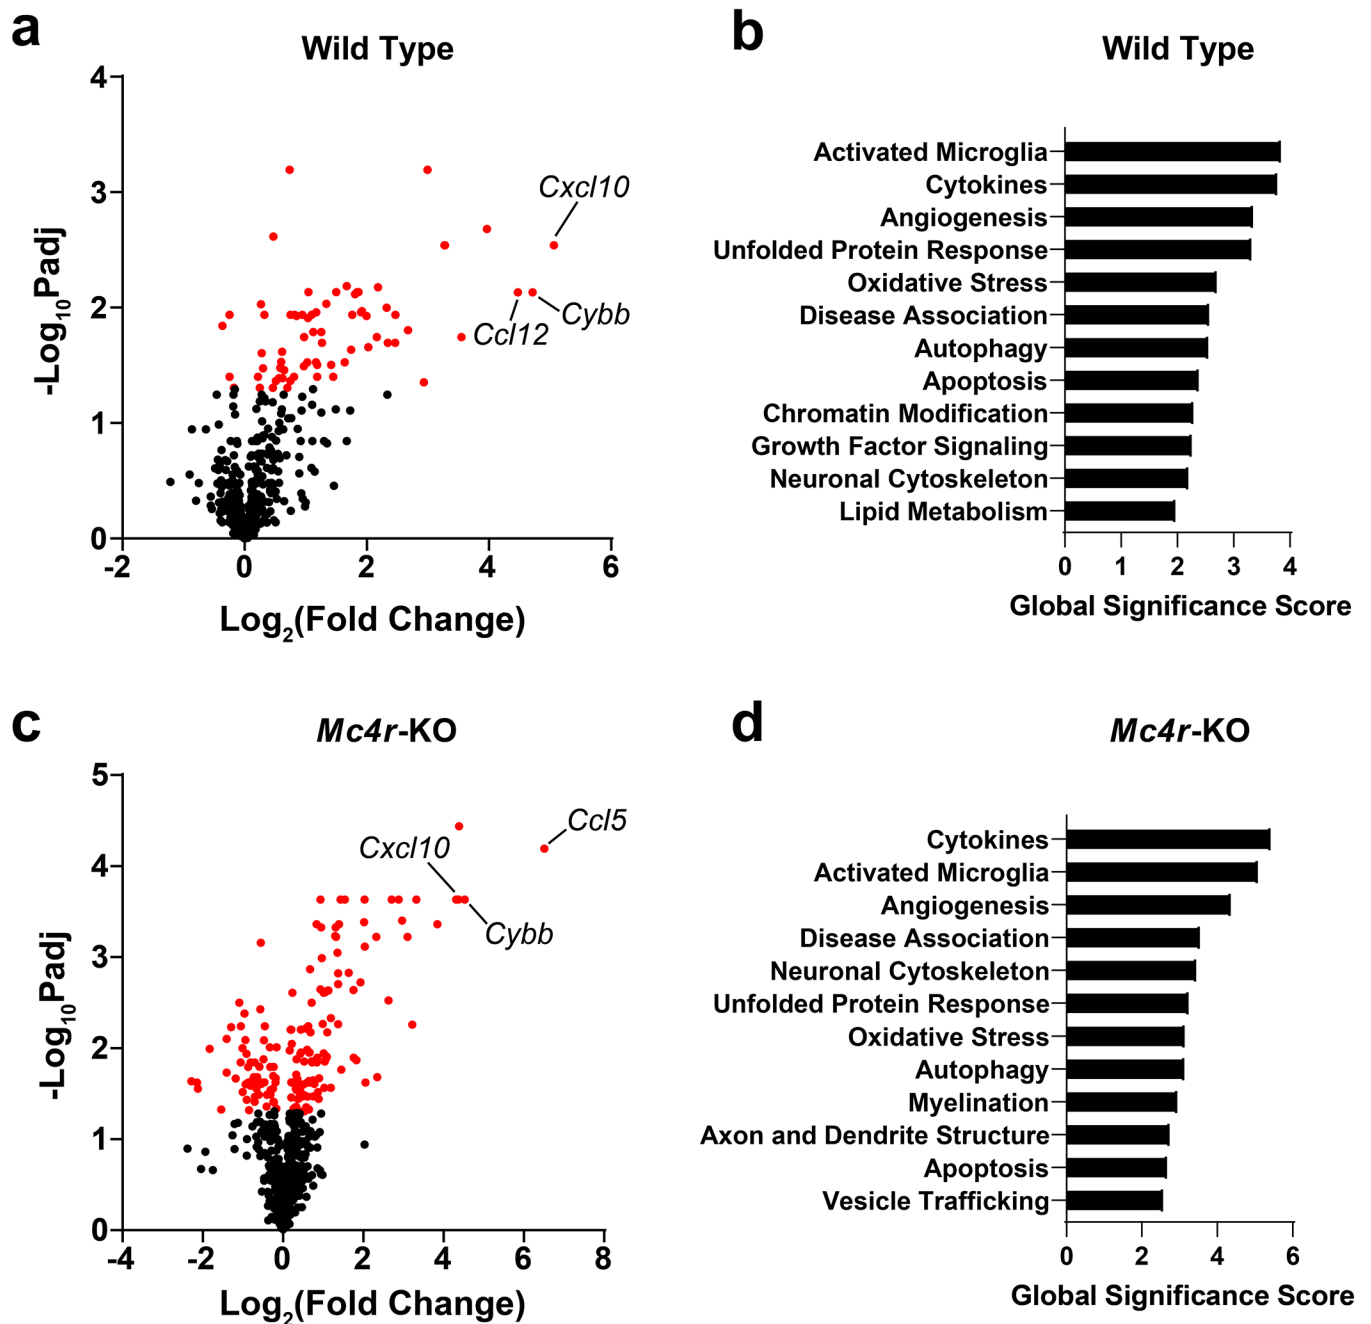 a
Wild Type
4
3
2
1
0
-2
0
2
4
6
-Log10Padj
Log2(Fold Change)
Cxcl10
Cybb
Ccl12
b
Wild Type
Activated Microglia
Cytokines
Angiogenesis
Unfolded Protein Response
Oxidative Stress
Disease Association
Autophagy
Apoptosis
Chromatin Modification
Growth Factor Signaling
Neuronal Cytoskeleton
Lipid Metabolism
0 1 2 3 4
Global Significance Score
c
Mc4r-KO
5
4
3
2
1
0
-4 -2 0 2 4 6 8
-Log10Padj
Log2(Fold Change)
Ccl5
Cxcl10
Cybb
d
Mc4r-KO
Cytokines
Activated Microglia
Angiogenesis
Disease Association
Neuronal Cytoskeleton
Unfolded Protein Response
Oxidative Stress
Autophagy
Myelination
Axon and Dendrite Structure
Apoptosis
Vesicle Trafficking
0 2 4 6
Global Significance Score